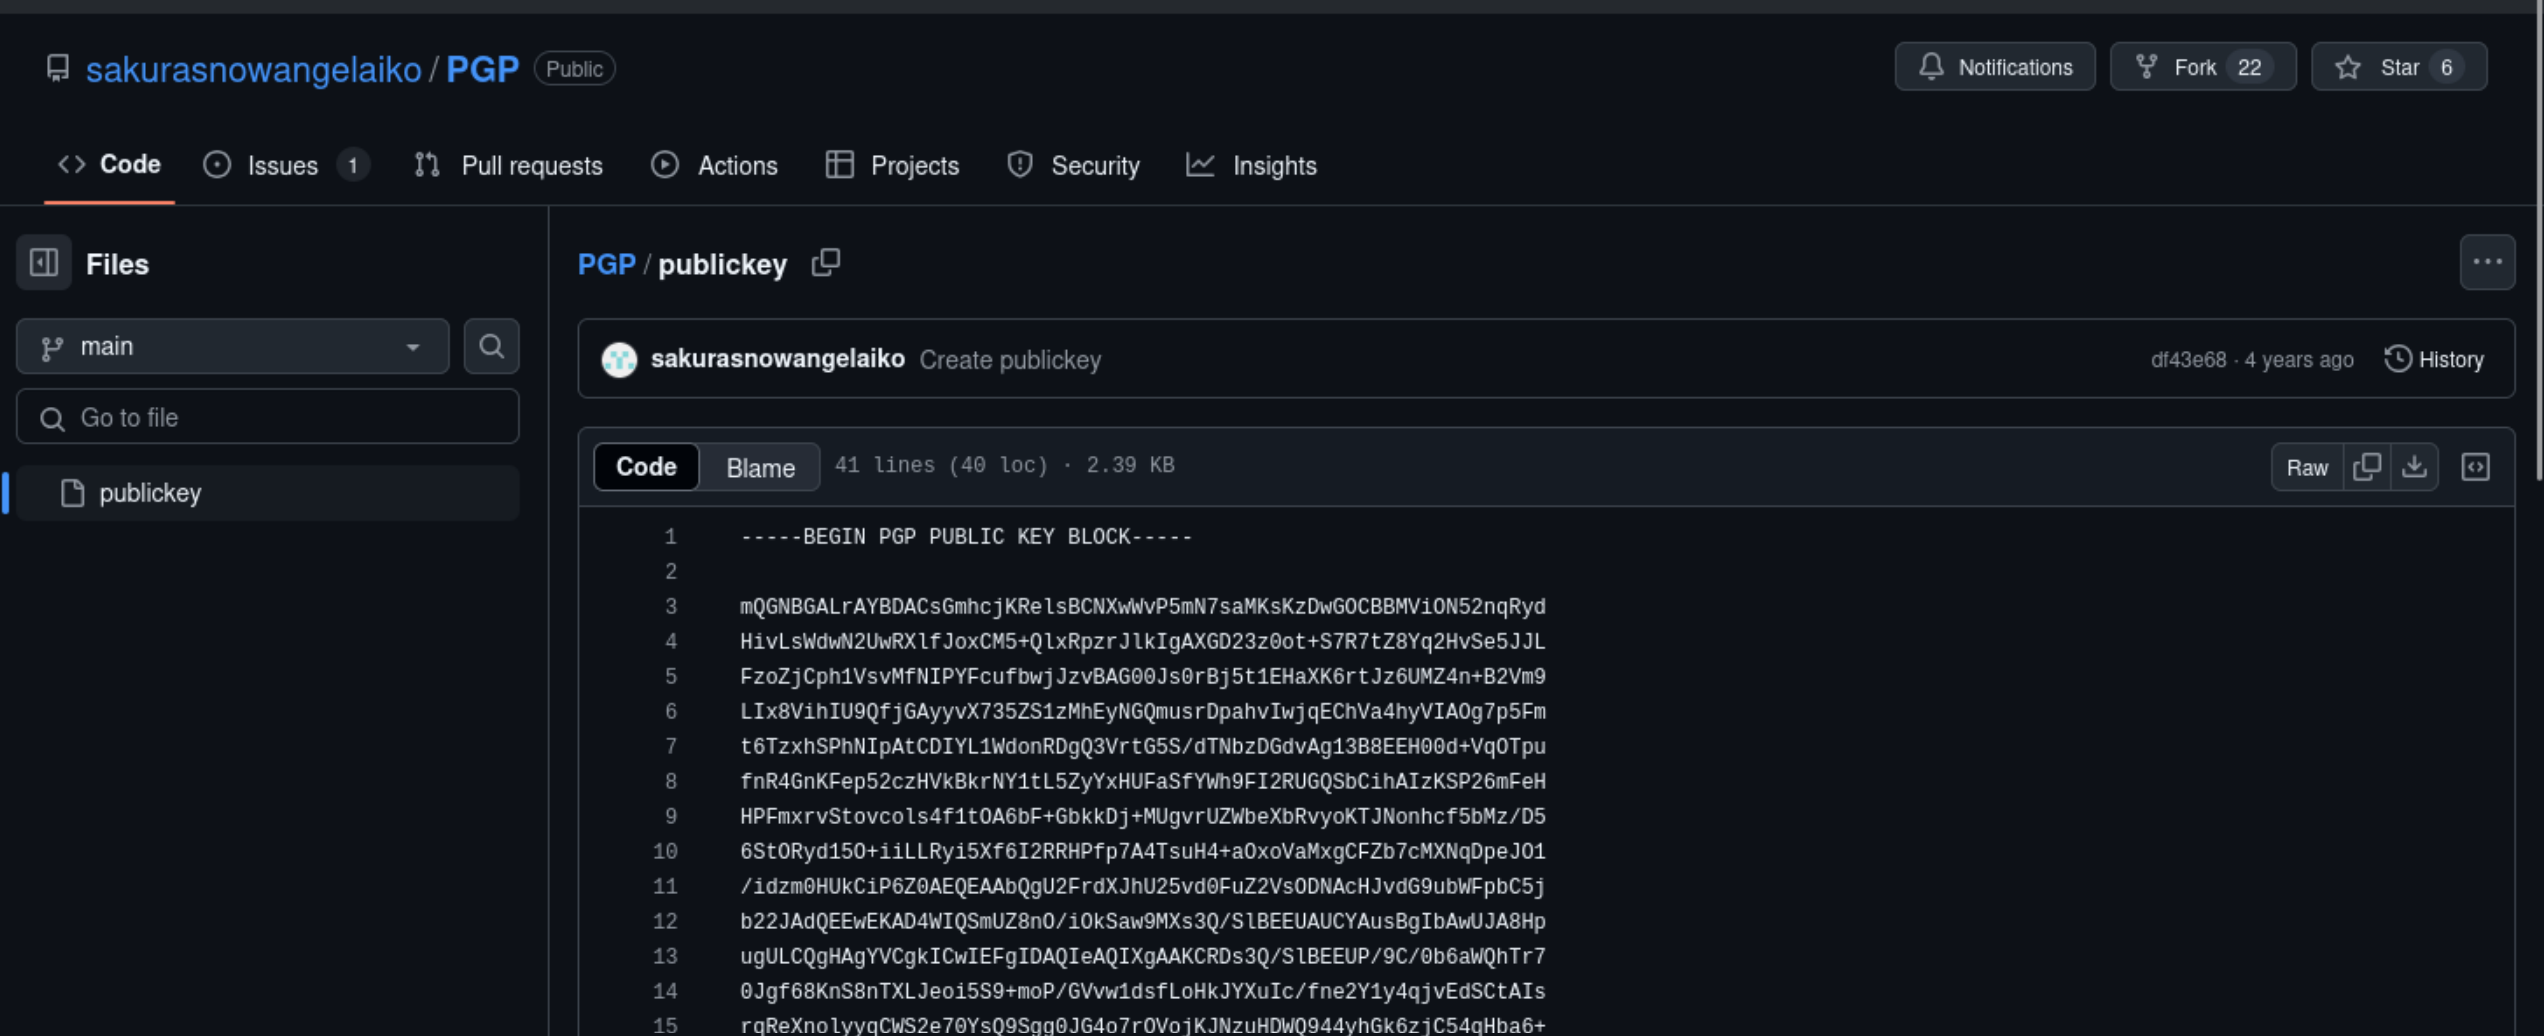 sakurasnowangelaiko / PGP Public
Notifications Fork 22 Star 6
Code Issues 1 Pull requests Actions Projects Security Insights
Files
main
Go to file
publickey
PGP / publickey
sakurasnowangelaiko Create publickey
df43e68 · 4 years ago History
Code Blame 41 lines (40 loc) · 2.39 KB
Raw
1 -----BEGIN PGP PUBLIC KEY BLOCK-----
2
3 mQGNBGALrAYBDACsGmhcjKRelsBCNXwWvP5mN7saMKsKzDwGOCBBMViON52nqRyd
4 HivLsWdwN2UwRXlfJoxCM5+QlxRpzrJlkIgAXGD23z0ot+S7R7tZ8Yq2HvSe5JJL
5 FzoZjCph1VsvMfNIPYFcufbwjJzvBAG00Js0rBj5t1EHaXK6rtJz6UMZ4n+B2Vm9
6 LIx8VihIU9QfjGAyyvX735ZS1zMhEyNGQmusrDpahvIwjqEChVa4hyVIAOg7p5Fm
7 t6TzxhSPhNIpAtCDIYL1WdonRDgQ3VrtG5S/dTNbzDGdvAg13B8EEH00d+VqOTpu
8 fnR4GnKFep52czHVkBkrNY1tL5ZyYxHUFaSfYWh9FI2RUGQSbCihAIzKSP26mFeH
9 HPFmxrvStovcols4f1tOA6bF+GbkkDj+MUgvrUZWbeXbRvyoKTJNonhcf5bMz/D5
10 6StORyd15O+iiLLRyi5Xf6I2RRHPfp7A4TsuH4+aOxoVaMxgCFZb7cMXNqDpeJO1
11 /idzm0HUkCiP6Z0AEQEAAbQgU2FrdXJhU25vd0FuZ2VsODNAcHJvdG9ubWFpbC5j
12 b22JAdQEEwEKAD4WIQSmUZ8nO/iOkSaw9MXs3Q/SlBEEUAUCYAusBgIbAwUJA8Hp
13 ugULCQgHAgYVCgkICwIEFgIDAQIeAQIXgAAKCRDs3Q/SlBEEUP/9C/0b6aWQhTr7
14 0Jgf68KnS8nTXLJeoi5S9+moP/GVvw1dsfLoHkJYXuIc/fne2Y1y4qjvEdSCtAIs
15 rqReXnolyyqCWS2e70YsQ9Sgg0JG4o7rOVojKJNzuHDWQ944yhGk6zjC54qHba6+